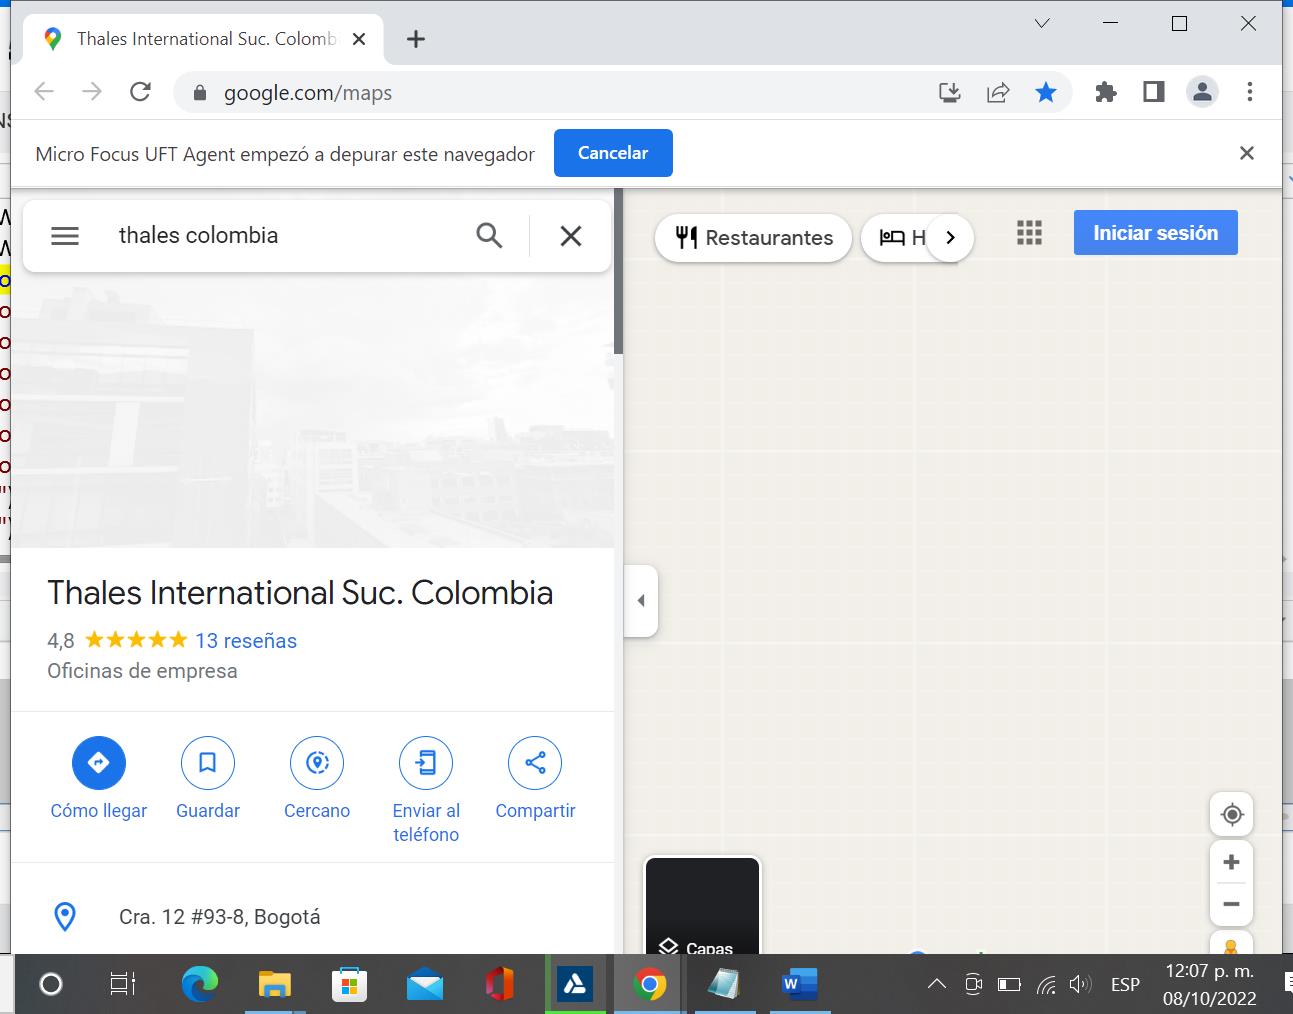 Thales International Suc. Colomb
google.com/maps
Micro Focus UFT Agent empezó a depurar este navegador
Cancelar
thales colombia
Restaurantes
H
Iniciar sesión
Thales International Suc. Colombia
4,8
13 reseñas
Oficinas de empresa
Cómo llegar
Guardar
Cercano
Enviar al
teléfono
Compartir
Cra. 12 #93-8, Bogotá
Capas
ESP
12:07 p. m.
08/10/2022